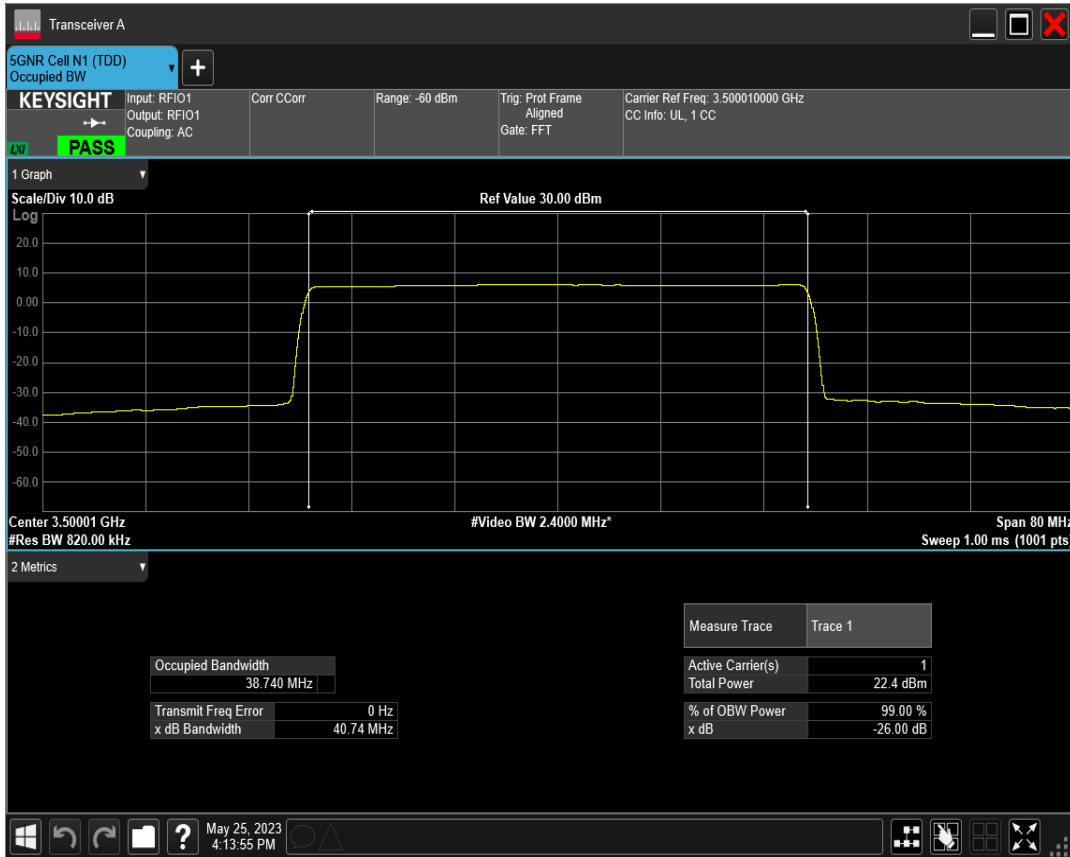 Transceiver A
5GNR Cell N1 (TDD)
Occupied BW
+
KEYSIGHT
LXI
PASS
Input: RFIO1
Output: RFIO1
Coupling: AC
Corr CCorr
Range: -60 dBm
Trig: Prot Frame
Aligned
Gate: FFT
Carrier Ref Freq: 3.500010000 GHz
CC Info: UL, 1 CC
1 Graph
Scale/Div 10.0 dB
Ref Value 30.00 dBm
Log
20.0
10.0
0.00
-10.0
-20.0
-30.0
-40.0
-50.0
-60.0
Center 3.50001 GHz
#Video BW 2.4000 MHz*
Span 80 MHz
#Res BW 820.00 kHz
Sweep 1.00 ms (1001 pts)
2 Metrics
Measure Trace
Trace 1
Occupied Bandwidth
38.740 MHz
Active Carrier(s)
1
Total Power
22.4 dBm
Transmit Freq Error
0 Hz
x dB Bandwidth
40.74 MHz
% of OBW Power
99.00 %
x dB
-26.00 dB
?
May 25, 2023
4:13:55 PM